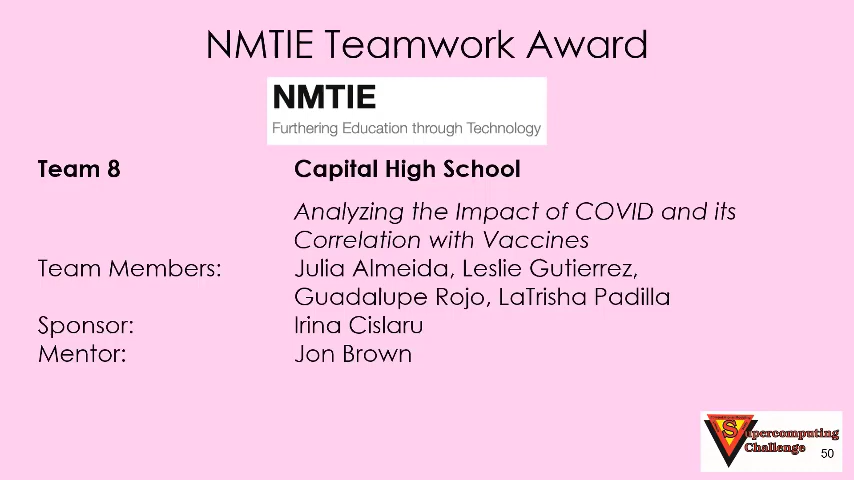 NMTIE Teamwork Award
NMTIE
Furthering Education through Technology
Team 8 Capital High School
Analyzing the Impact of COVID and its
Correlation with Vaccines
Team Members: Julia Almeida, Leslie Gutierrez,
Guadalupe Rojo, LaTrisha Padilla
Sponsor: Irina Cislaru
Mentor: Jon Brown
Supercomputing
Challenge
50